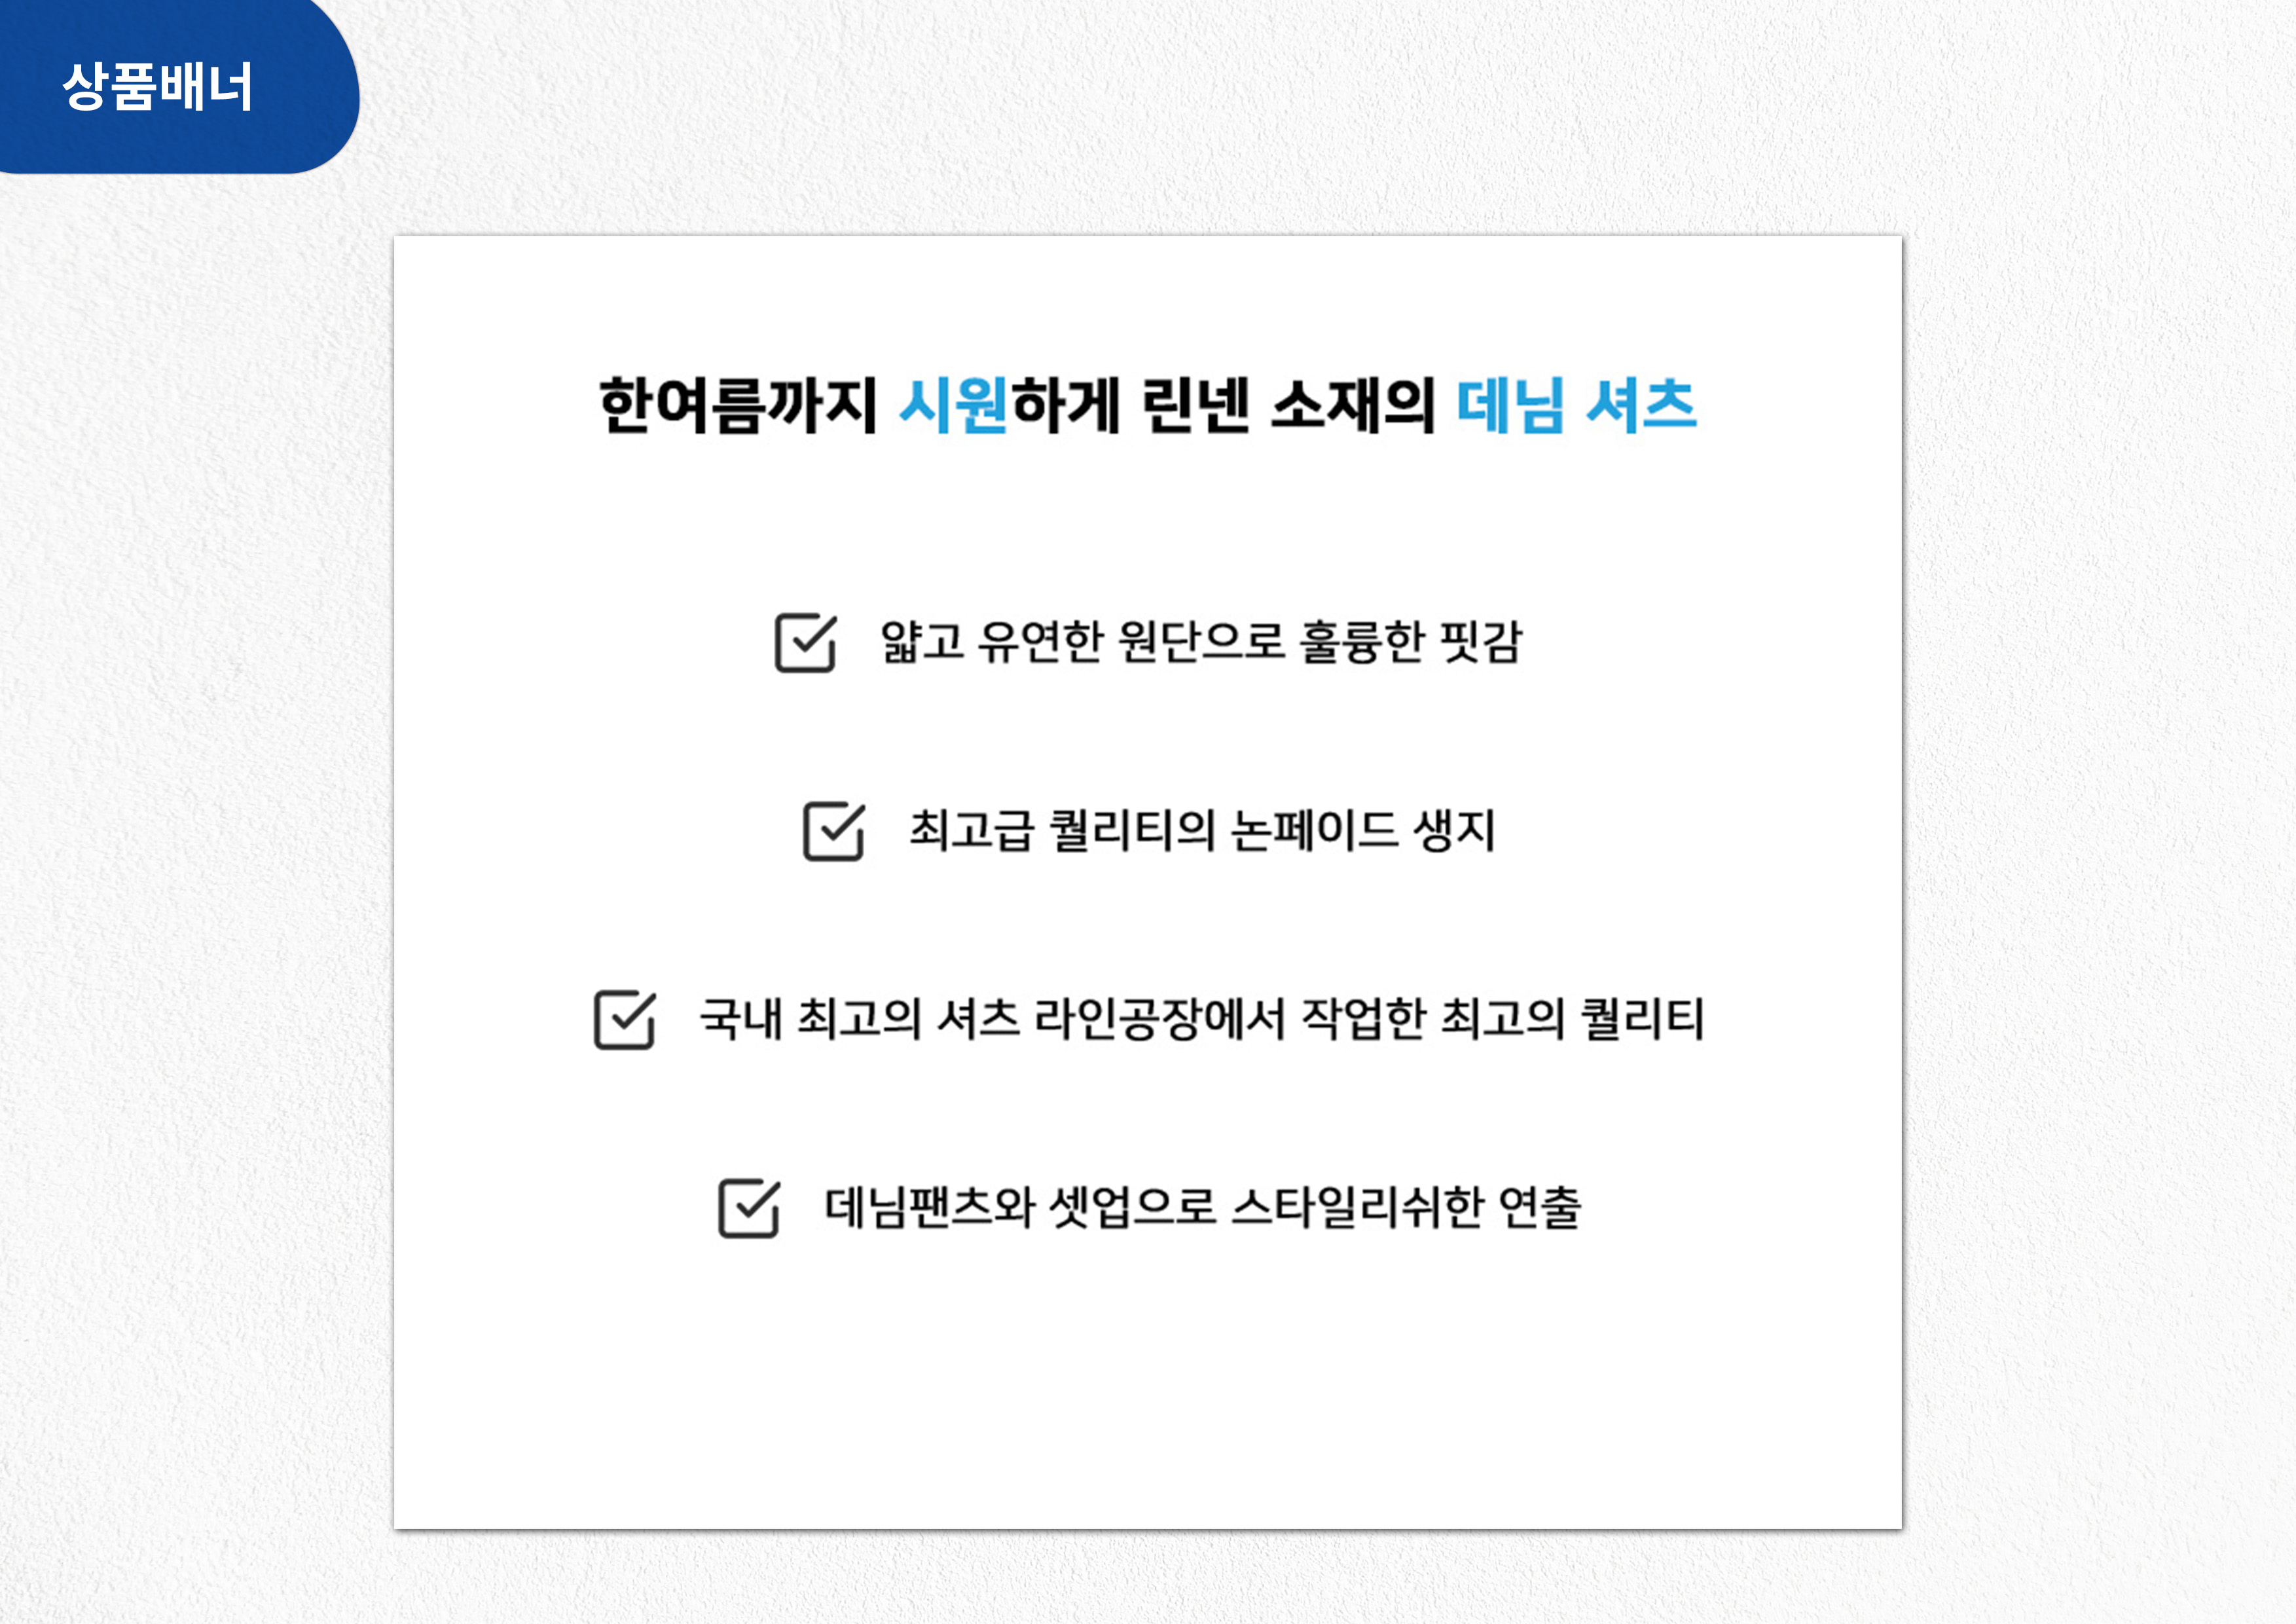 상품배너
한여름까지 시원하게 린넨 소재의 데님 셔츠
얇고 유연한 원단으로 훌륭한 핏감
최고급 퀄리티의 논페이드 생지
국내 최고의 셔츠 라인공장에서 작업한 최고의 퀄리티
데님팬츠와 셋업으로 스타일리쉬한 연출